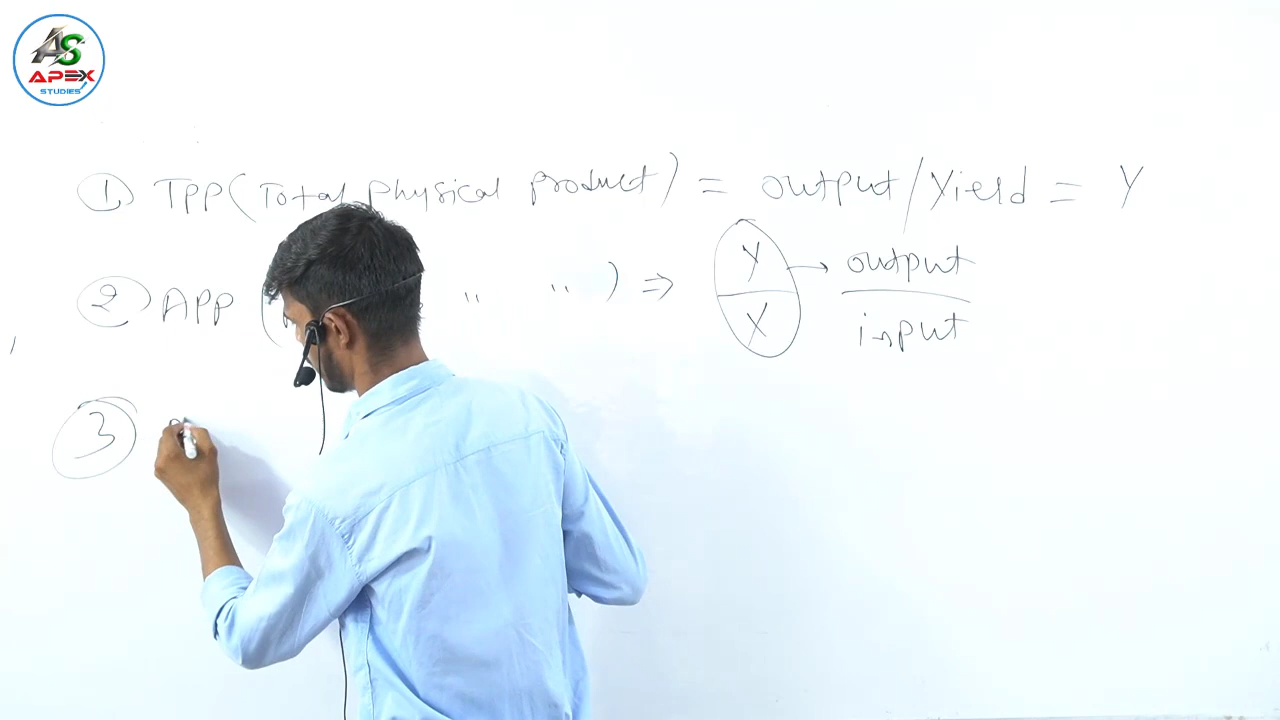 AS
APEX
STUDIES
① TPP (Total Physical Product) = output / Yield = Y
② APP ( " " ) ⇒ Y/X → output/input
③